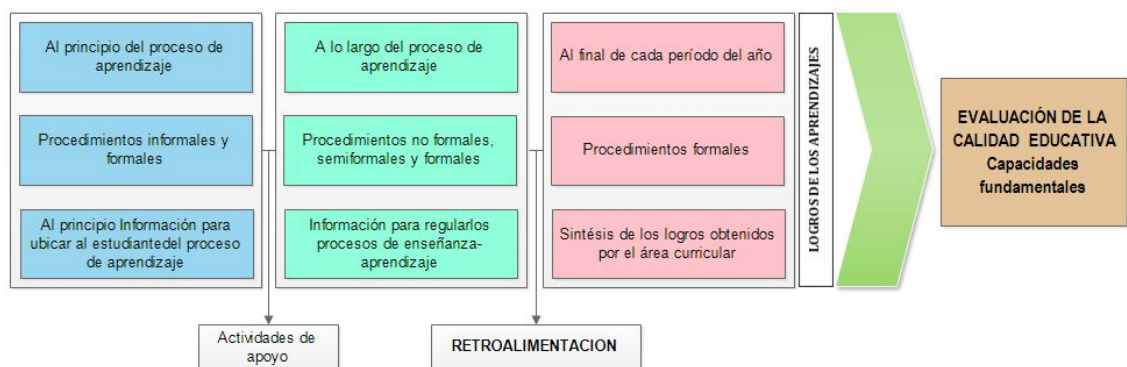 Al principio del proceso de
aprendizaje
Procedimientos informales y
formales
Al principio Información para
ubicar al estudiantedel proceso
de aprendizaje
A lo largo del proceso de
aprendizaje
Procedimientos no formales,
semiformales y formales
Información para regularlos
procesos de enseñanza-
aprendizaje
Al final de cada período del año
Procedimientos formales
Sintésis de los logros obtenidos
por el área curricular
LOGROS DE LOS APRENDIZAJES
EVALUACIÓN DE LA
CALIDAD EDUCATIVA
Capacidades
fundamentales
Actividades de
apoyo
RETROALIMENTACION